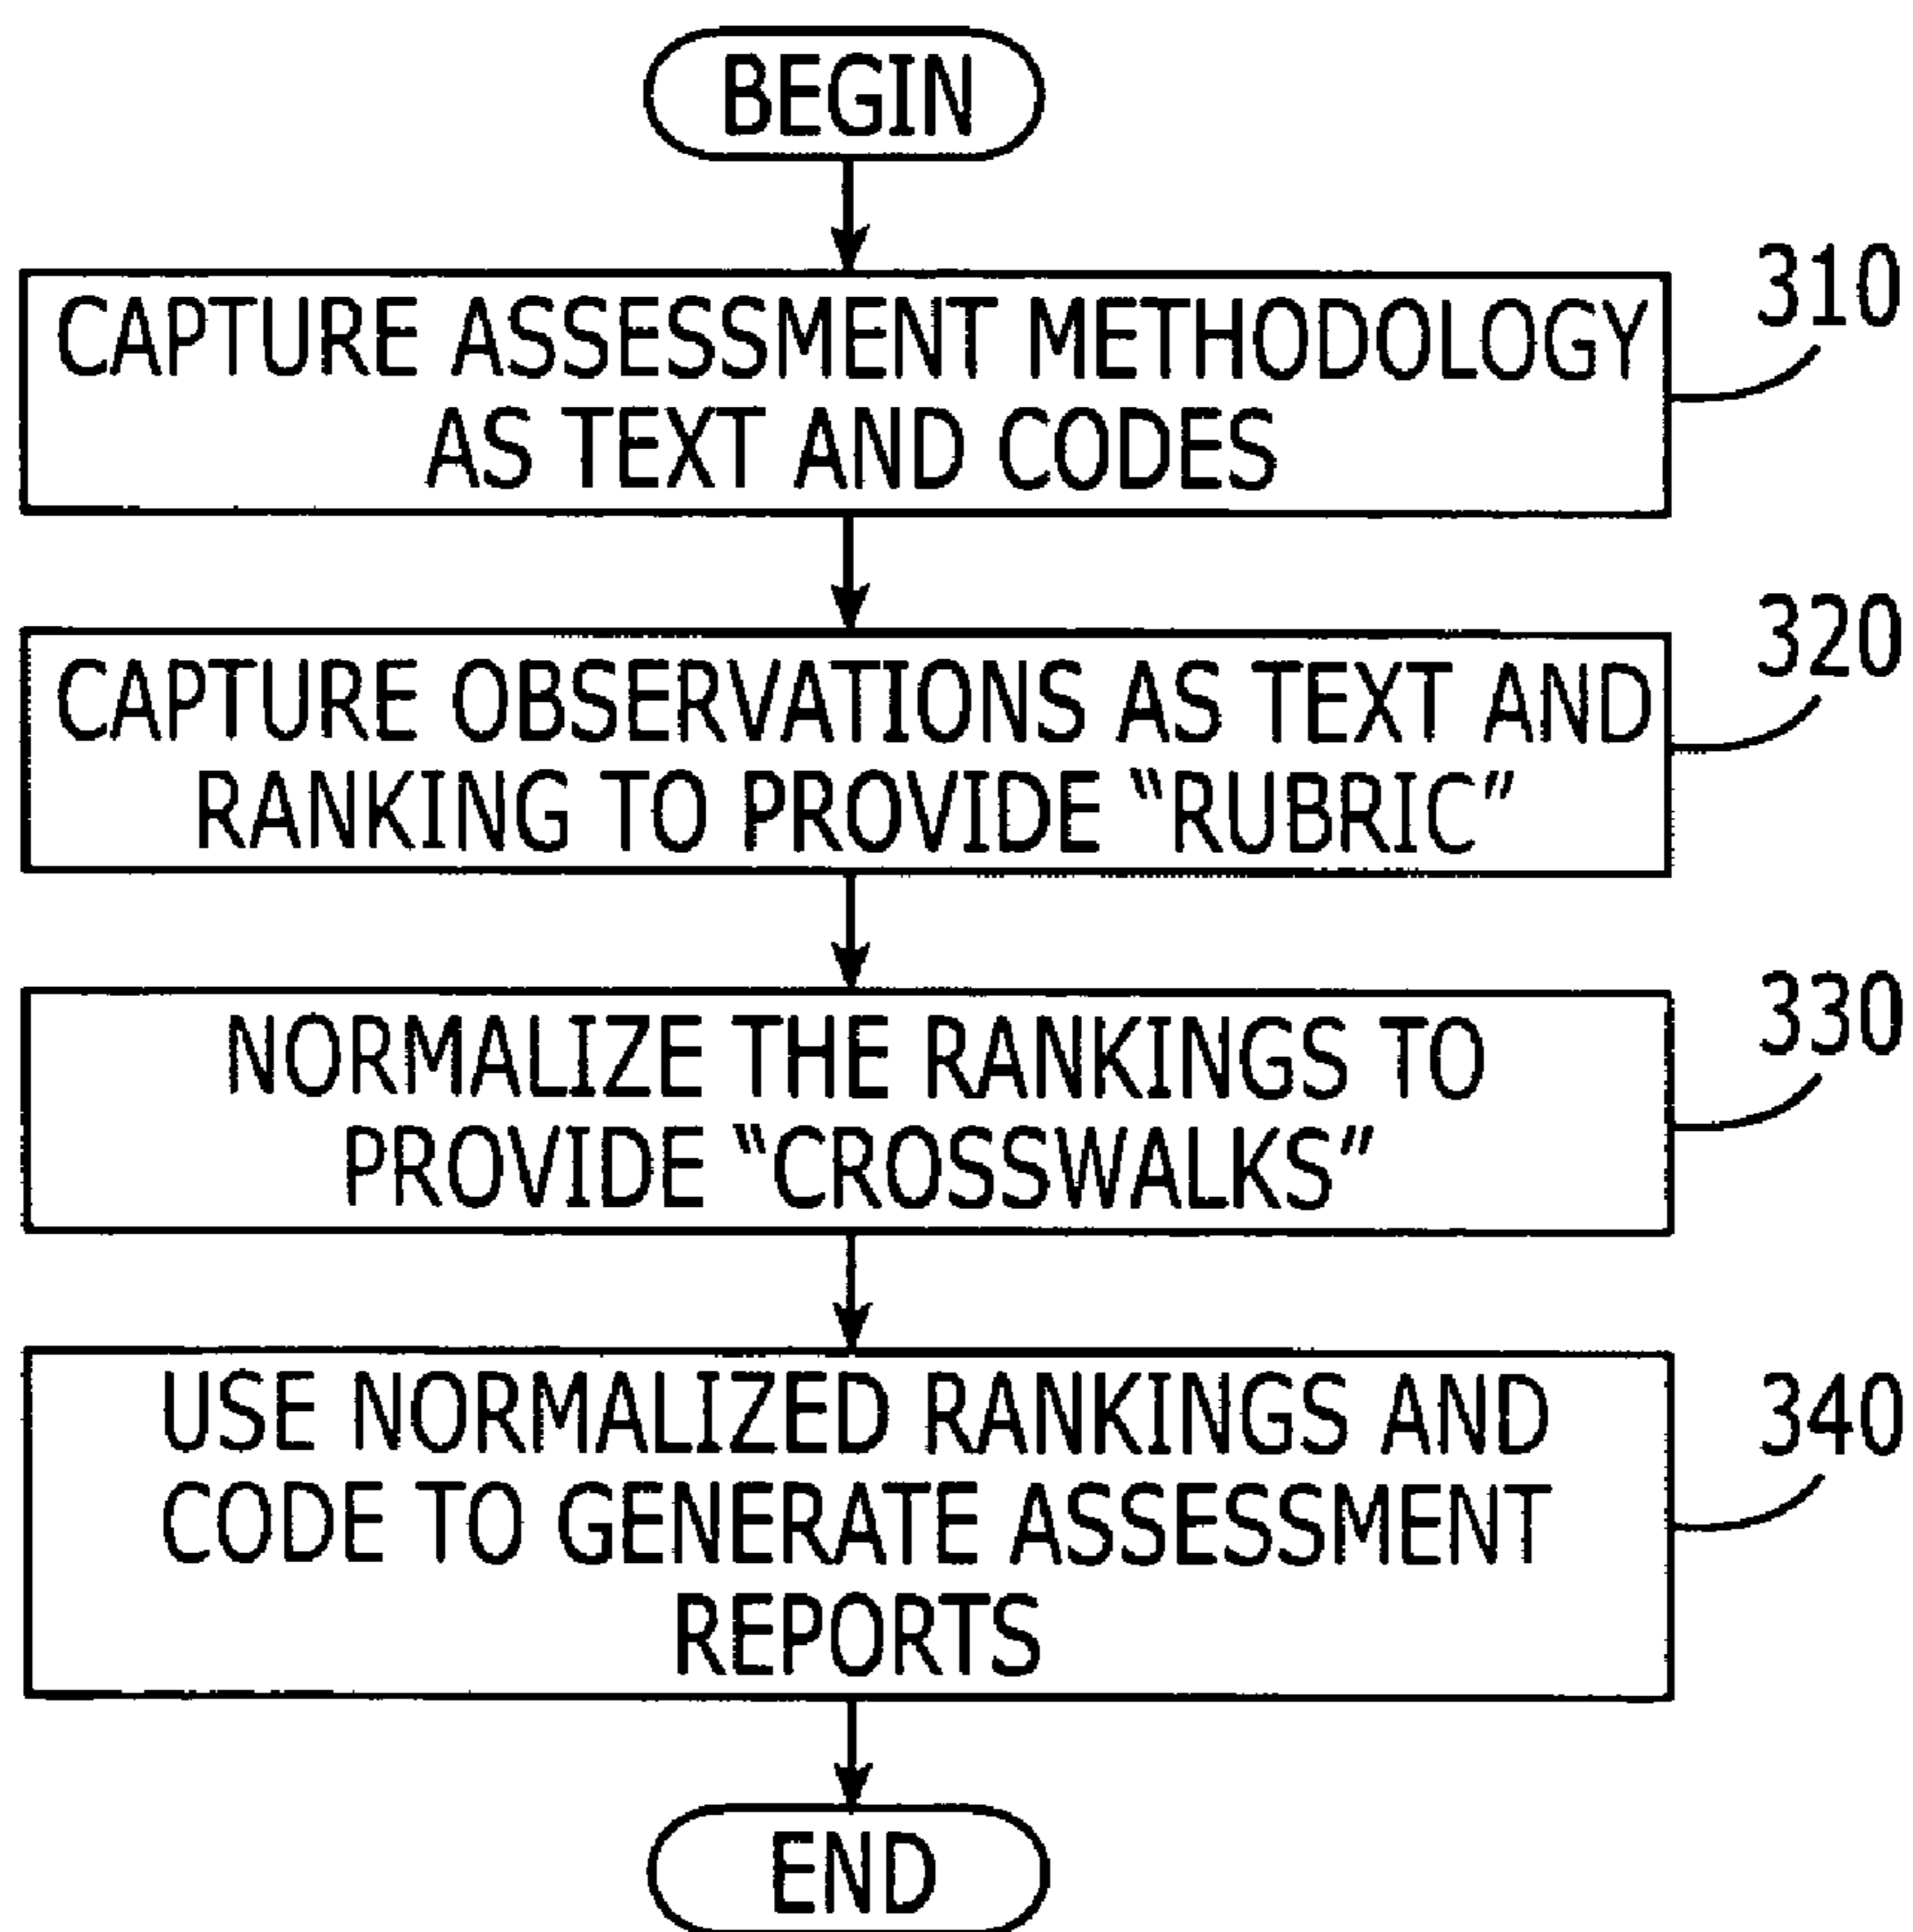 BEGIN
310
CAPTURE ASSESSMENT METHODOLOGY
AS TEXT AND CODES
320
CAPTURE OBSERVATIONS AS TEXT AND
RANKING TO PROVIDE “RUBRIC”
330
NORMALIZE THE RANKINGS TO
PROVIDE “CROSSWALKS”
340
USE NORMALIZED RANKINGS AND
CODE TO GENERATE ASSESSMENT
REPORTS
END